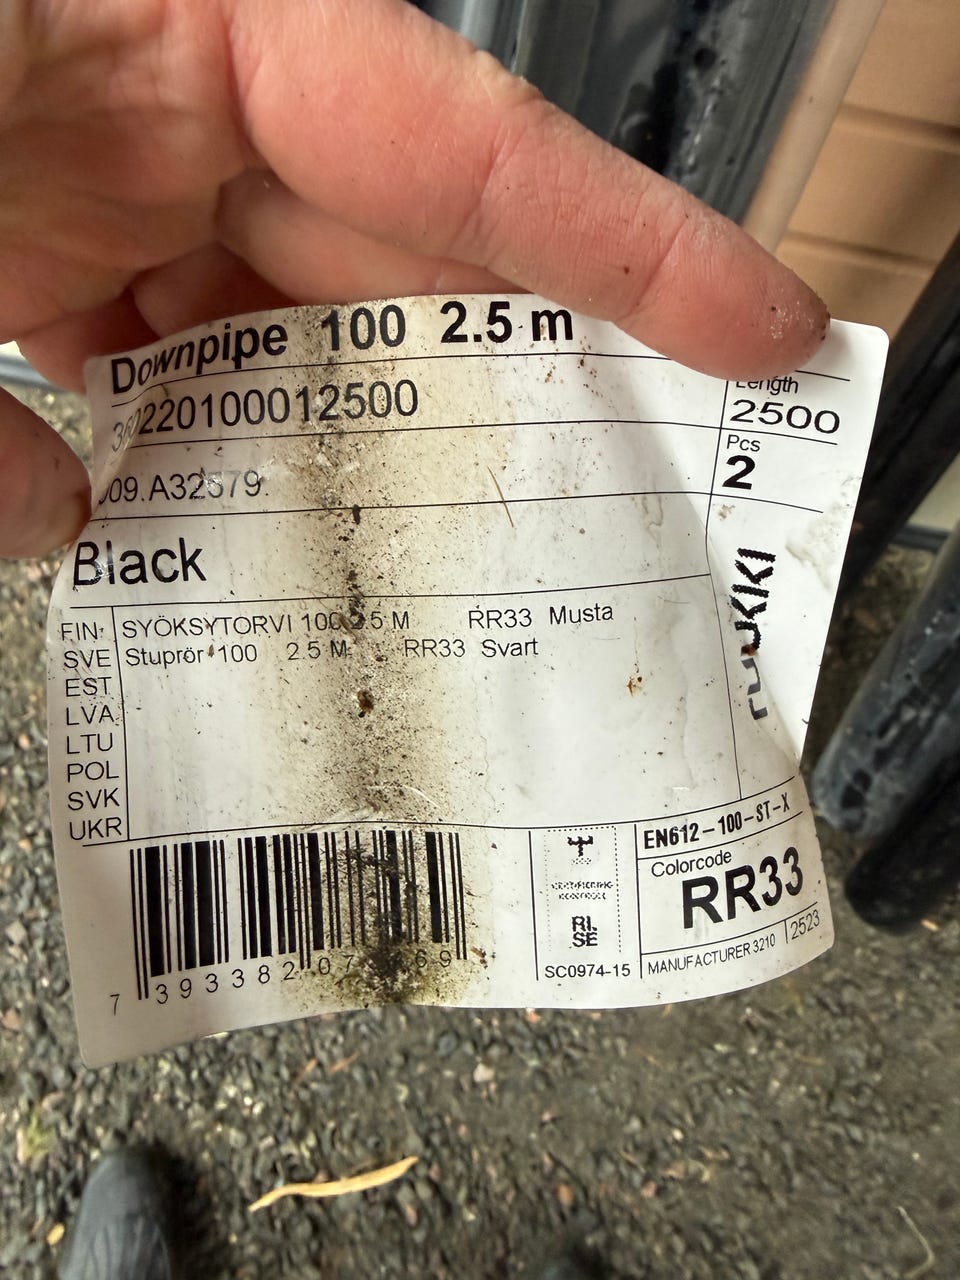 Downpipe 100 2.5 m
Length
2500
Pcs
2
Black
RUUKKI
FIN SYÖKSYTORVI 100 2.5 M RR33 Musta
SVE Stuprör 100 2.5 M RR33 Svart
EST
LVA
LTU
POL
SVK
UKR
EN612-100-ST-X
Colorcode
RR33
MANUFACTURER 3210 2523
RI.
SE
SC0974-15